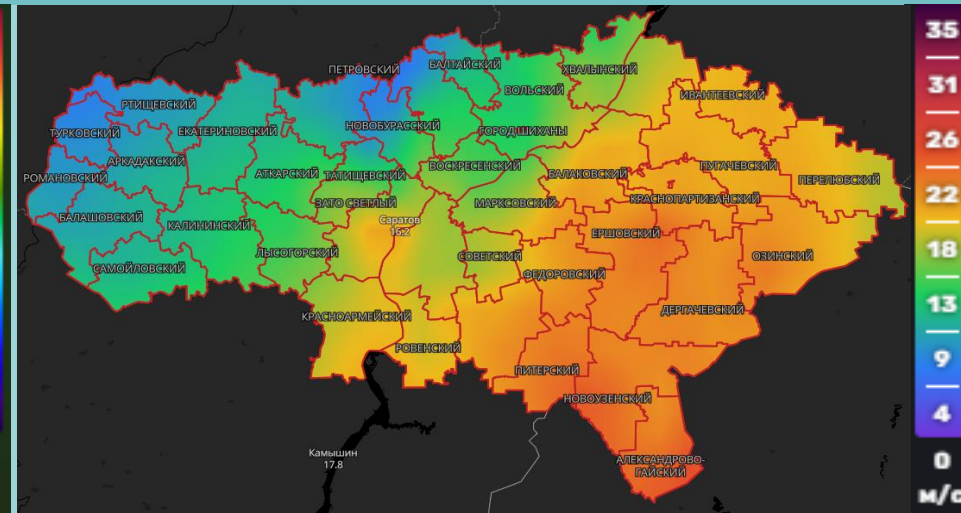 БАЛТАЙСКИЙ
ПЕТРОВСКИЙ
ХВАЛЫНСКИЙ
ВОЛЬСКИЙ
ИВАНТЕЕВСКИЙ
РТИЩЕВСКИЙ
ТУРКОВСКИЙ
ЕКАТЕРИНОВСКИЙ
НОВОБУРАССКИЙ
ГОРОД ШИХАНЫ
АРКАДАКСКИЙ
РОМАНОВСКИЙ
АТКАРСКИЙ
ТАТИЩЕВСКИЙ
ВОСКРЕСЕНСКИЙ
БАЛАКОВСКИЙ
ПУГАЧЕВСКИЙ
ПЕРЕЛЮБСКИЙ
БАЛАШОВСКИЙ
КАЛИНИНСКИЙ
ЗАТО СВЕТЛЫЙ
Саратов
16.2
МАРКСОВСКИЙ
КРАСНОПАРТИЗАНСКИЙ
ЕРШОВСКИЙ
САМОЙЛОВСКИЙ
ЛЫСОГОРСКИЙ
СОВЕТСКИЙ
ФЕДОРОВСКИЙ
ОЗИНСКИЙ
КРАСНОАРМЕЙСКИЙ
ДЕРГАЧЕВСКИЙ
РОВЕНСКИЙ
ПИТЕРСКИЙ
НОВОУЗЕНСКИЙ
АЛЕКСАНДРОВО-
ГАЙСКИЙ
Камышин
17.8
35
31
26
22
18
13
9
4
0
м/с